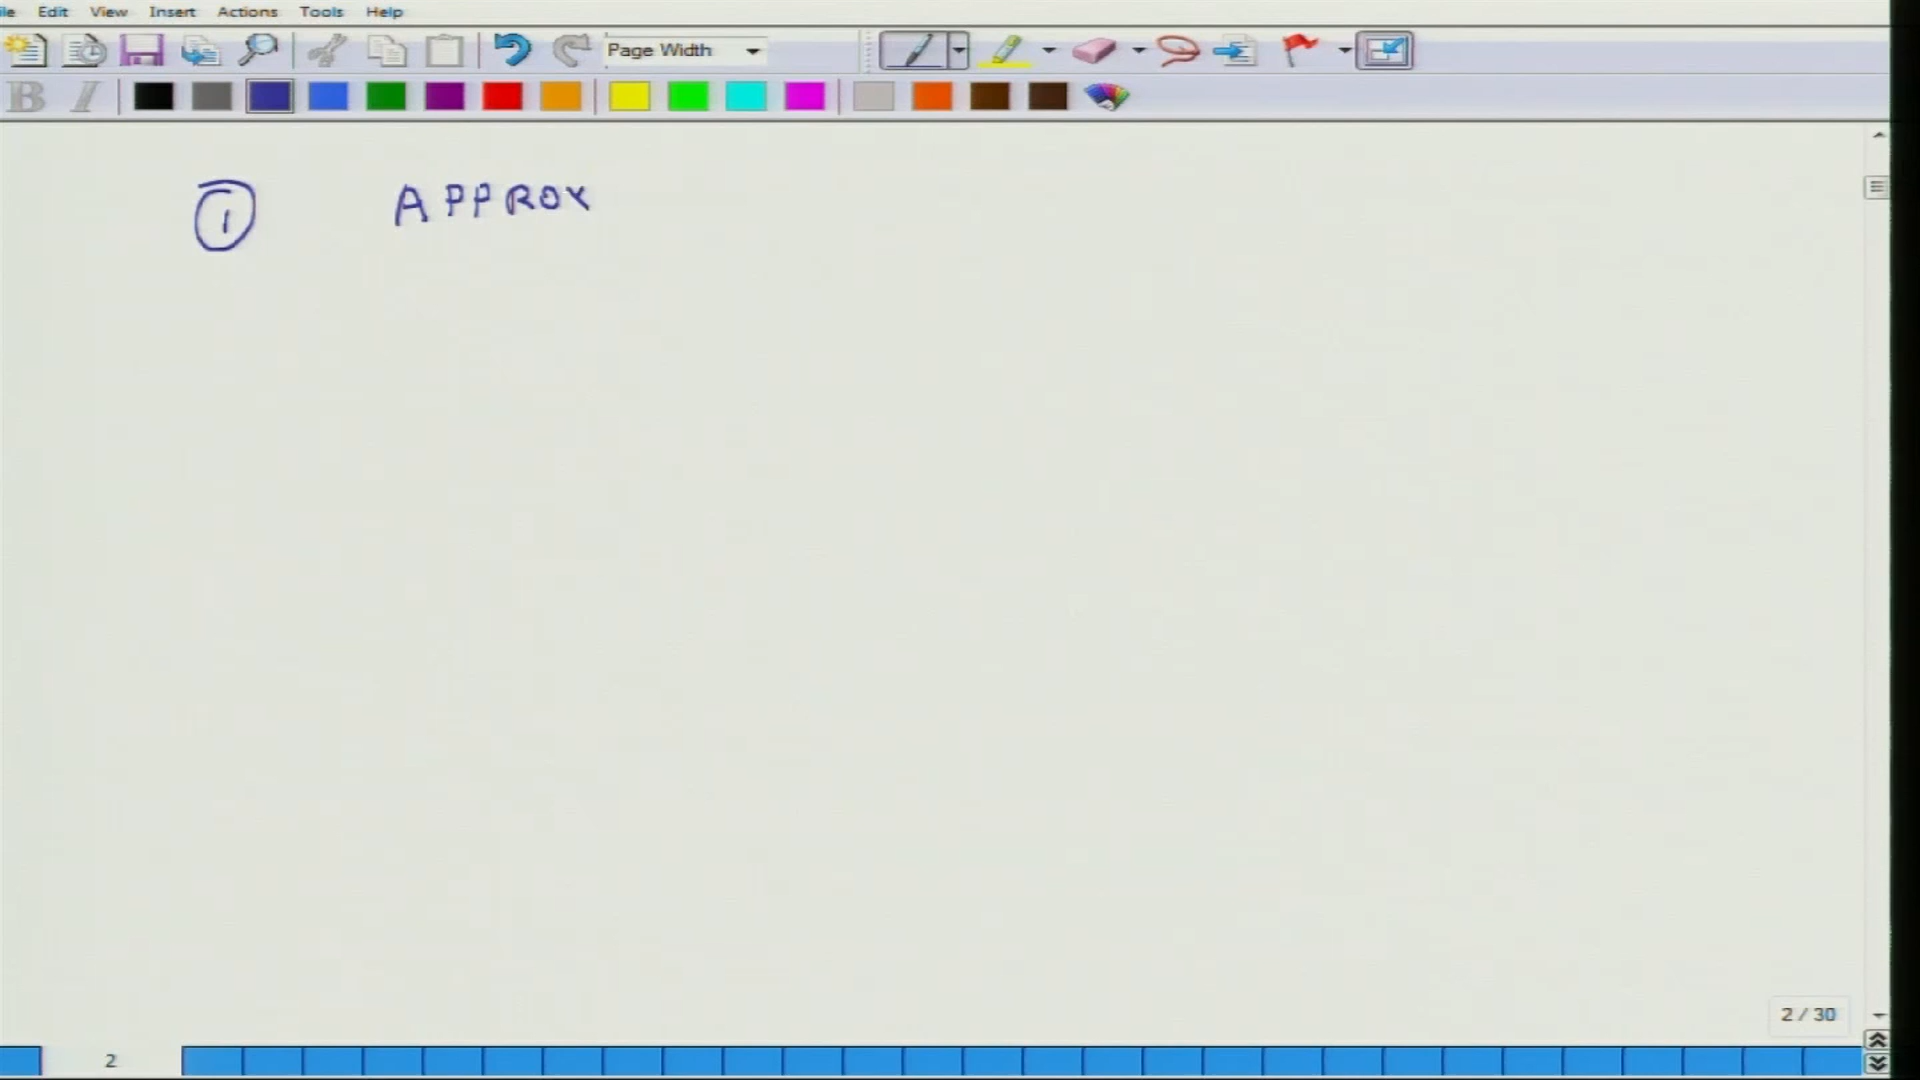 ile Edit View Insert Actions Tools Help
Page Width
B I
1 APPROX
2 / 30
2